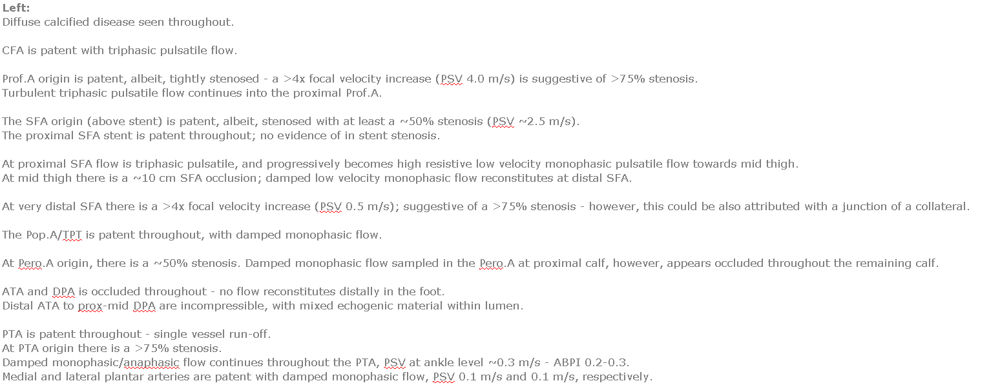 Left:
Diffuse calcified disease seen throughout.
CFA is patent with triphasic pulsatile flow.
Prof.A origin is patent, albeit, tightly stenosed - a >4x focal velocity increase (PSV 4.0 m/s) is suggestive of >75% stenosis.
Turbulent triphasic pulsatile flow continues into the proximal Prof.A.
The SFA origin (above stent) is patent, albeit, stenosed with at least a ~50% stenosis (PSV ~2.5 m/s).
The proximal SFA stent is patent throughout; no evidence of in stent stenosis.
At proximal SFA flow is triphasic pulsatile, and progressively becomes high resistive low velocity monophasic pulsatile flow towards mid thigh.
At mid thigh there is a ~10 cm SFA occlusion; damped low velocity monophasic flow reconstitutes at distal SFA.
At very distal SFA there is a >4x focal velocity increase (PSV 0.5 m/s); suggestive of a >75% stenosis - however, this could be also attributed with a junction of a collateral.
The Pop.A/TPT is patent throughout, with damped monophasic flow.
At Pero.A origin, there is a ~50% stenosis. Damped monophasic flow sampled in the Pero.A at proximal calf, however, appears occluded throughout the remaining calf.
ATA and DPA is occluded throughout - no flow reconstitutes distally in the foot.
Distal ATA to prox-mid DPA are incompressible, with mixed echogenic material within lumen.
PTA is patent throughout - single vessel run-off.
At PTA origin there is a >75% stenosis.
Damped monophasic/anaphasic flow continues throughout the PTA, PSV at ankle level ~0.3 m/s - ABPI 0.2-0.3.
Medial and lateral plantar arteries are patent with damped monophasic flow, PSV 0.1 m/s and 0.1 m/s, respectively.